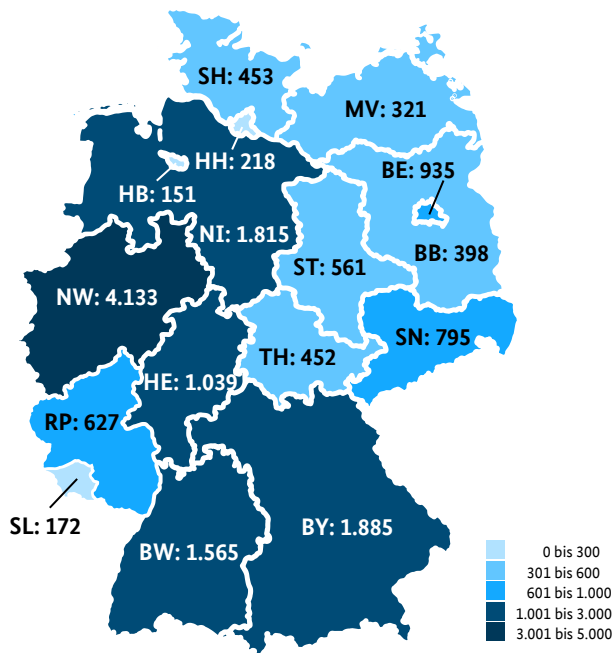 SH: 453
MV: 321
HH: 218
BE: 935
HB: 151
NI: 1.815
BB: 398
ST: 561
NW: 4.133
SN: 795
TH: 452
HE: 1.039
RP: 627
SL: 172
BW: 1.565
BY: 1.885
0 bis 300
301 bis 600
601 bis 1.000
1.001 bis 3.000
3.001 bis 5.000